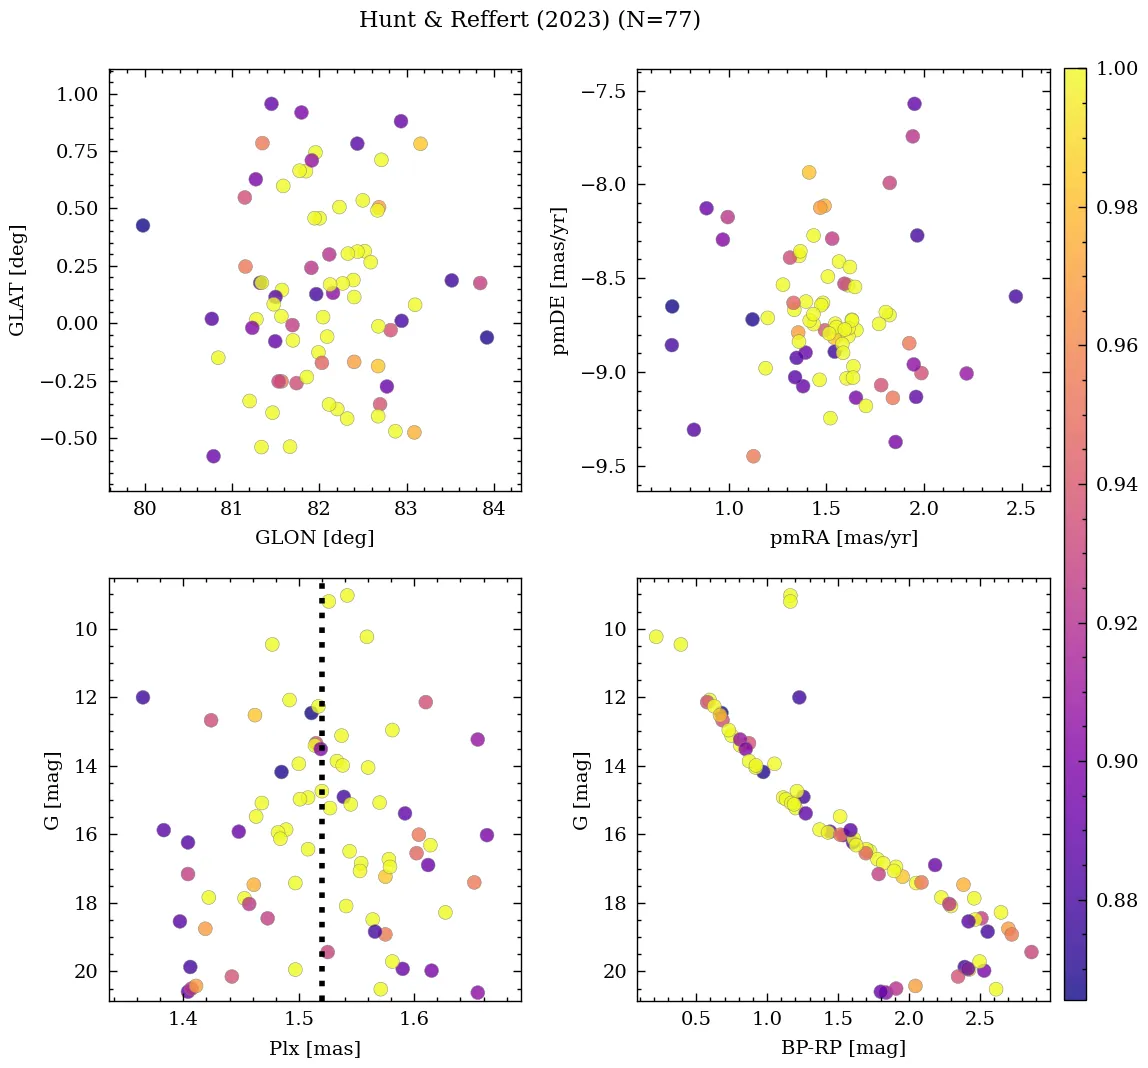 Hunt & Reffert (2023) (N=77)
1.00
0.75
0.50
0.25
0.00
−0.25
−0.50
GLAT [deg]
80 81 82 83 84
GLON [deg]
−7.5
−8.0
−8.5
−9.0
−9.5
pmDE [mas/yr]
1.0 1.5 2.0 2.5
pmRA [mas/yr]
10
12
14
16
18
20
G [mag]
1.4 1.5 1.6
Plx [mas]
10
12
14
16
18
20
G [mag]
0.5 1.0 1.5 2.0 2.5
BP-RP [mag]
1.00
0.98
0.96
0.94
0.92
0.90
0.88